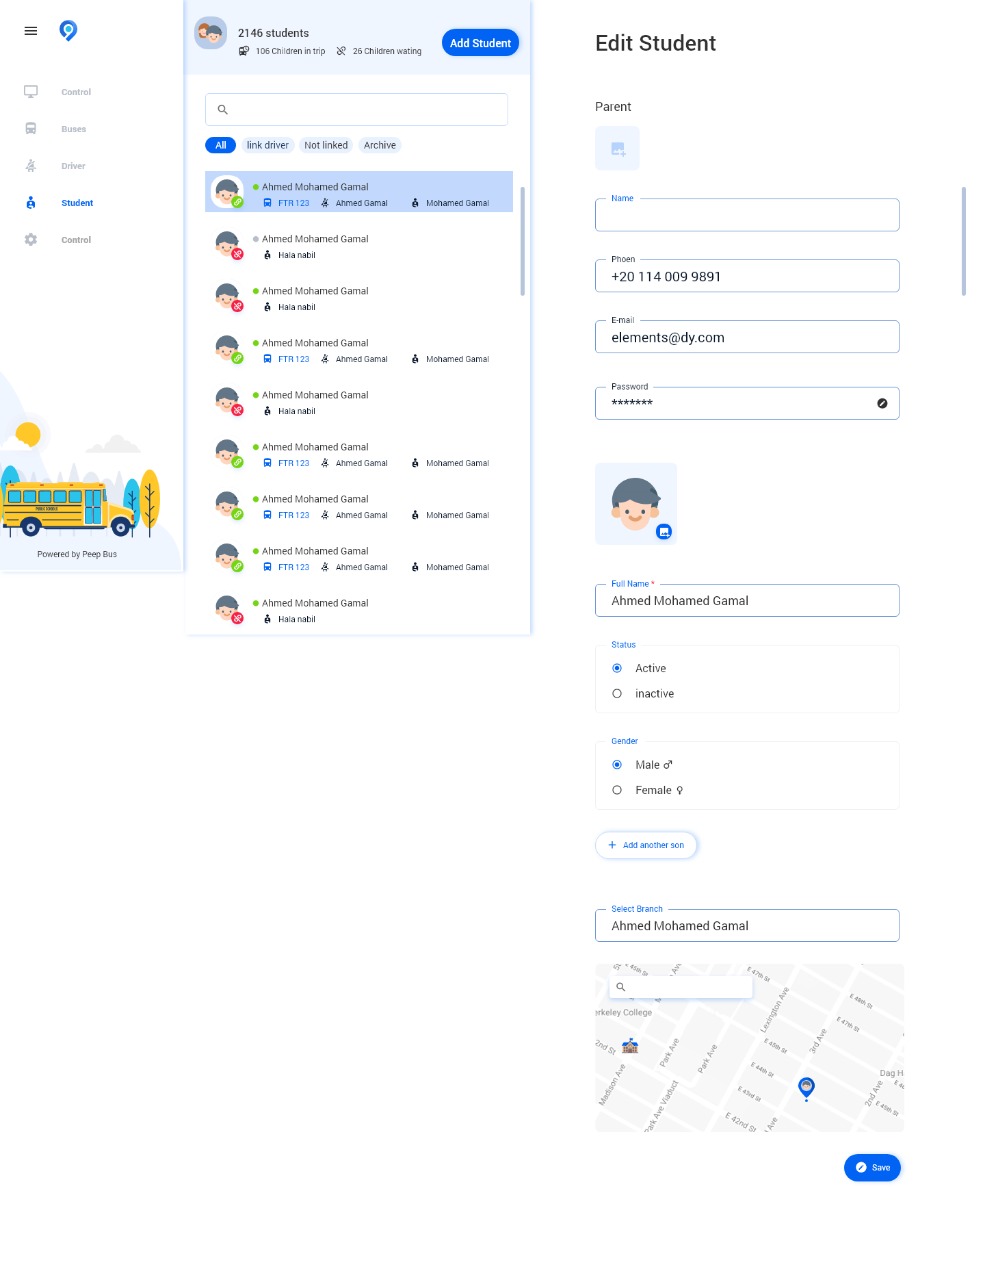 Control
Buses
Driver
Student
Control
PUBLIC SCHOOLS
Powered by Peep Bus
2146 students
106 Children in trip
26 Children wating
Add Student
All
link driver
Not linked
Archive
Ahmed Mohamed Gamal
FTR 123
Ahmed Gamal
Mohamed Gamal
Ahmed Mohamed Gamal
Hala nabil
Ahmed Mohamed Gamal
Hala nabil
Ahmed Mohamed Gamal
FTR 123
Ahmed Gamal
Mohamed Gamal
Ahmed Mohamed Gamal
Hala nabil
Ahmed Mohamed Gamal
FTR 123
Ahmed Gamal
Mohamed Gamal
Ahmed Mohamed Gamal
FTR 123
Ahmed Gamal
Mohamed Gamal
Ahmed Mohamed Gamal
FTR 123
Ahmed Gamal
Mohamed Gamal
Ahmed Mohamed Gamal
Hala nabil
Edit Student
Parent
Name
Phoen
+20 114 009 9891
E-mail
elements@dy.com
Password
*******
Full Name *
Ahmed Mohamed Gamal
Status
Active
inactive
Gender
Male ♂
Female ♀
+ Add another son
Select Branch
Ahmed Mohamed Gamal
E 45th St
E 47th St
E 48th St
E 47th St
Lexington Ave
3rd Ave
erkeley College
2nd St
Park Ave
Park Ave
E 45th St
E 44th St
E 43rd St
E 42nd St
Madison Ave
Park Ave Viaduct
Dag H
2nd Ave
E 45th St
Ave
Save